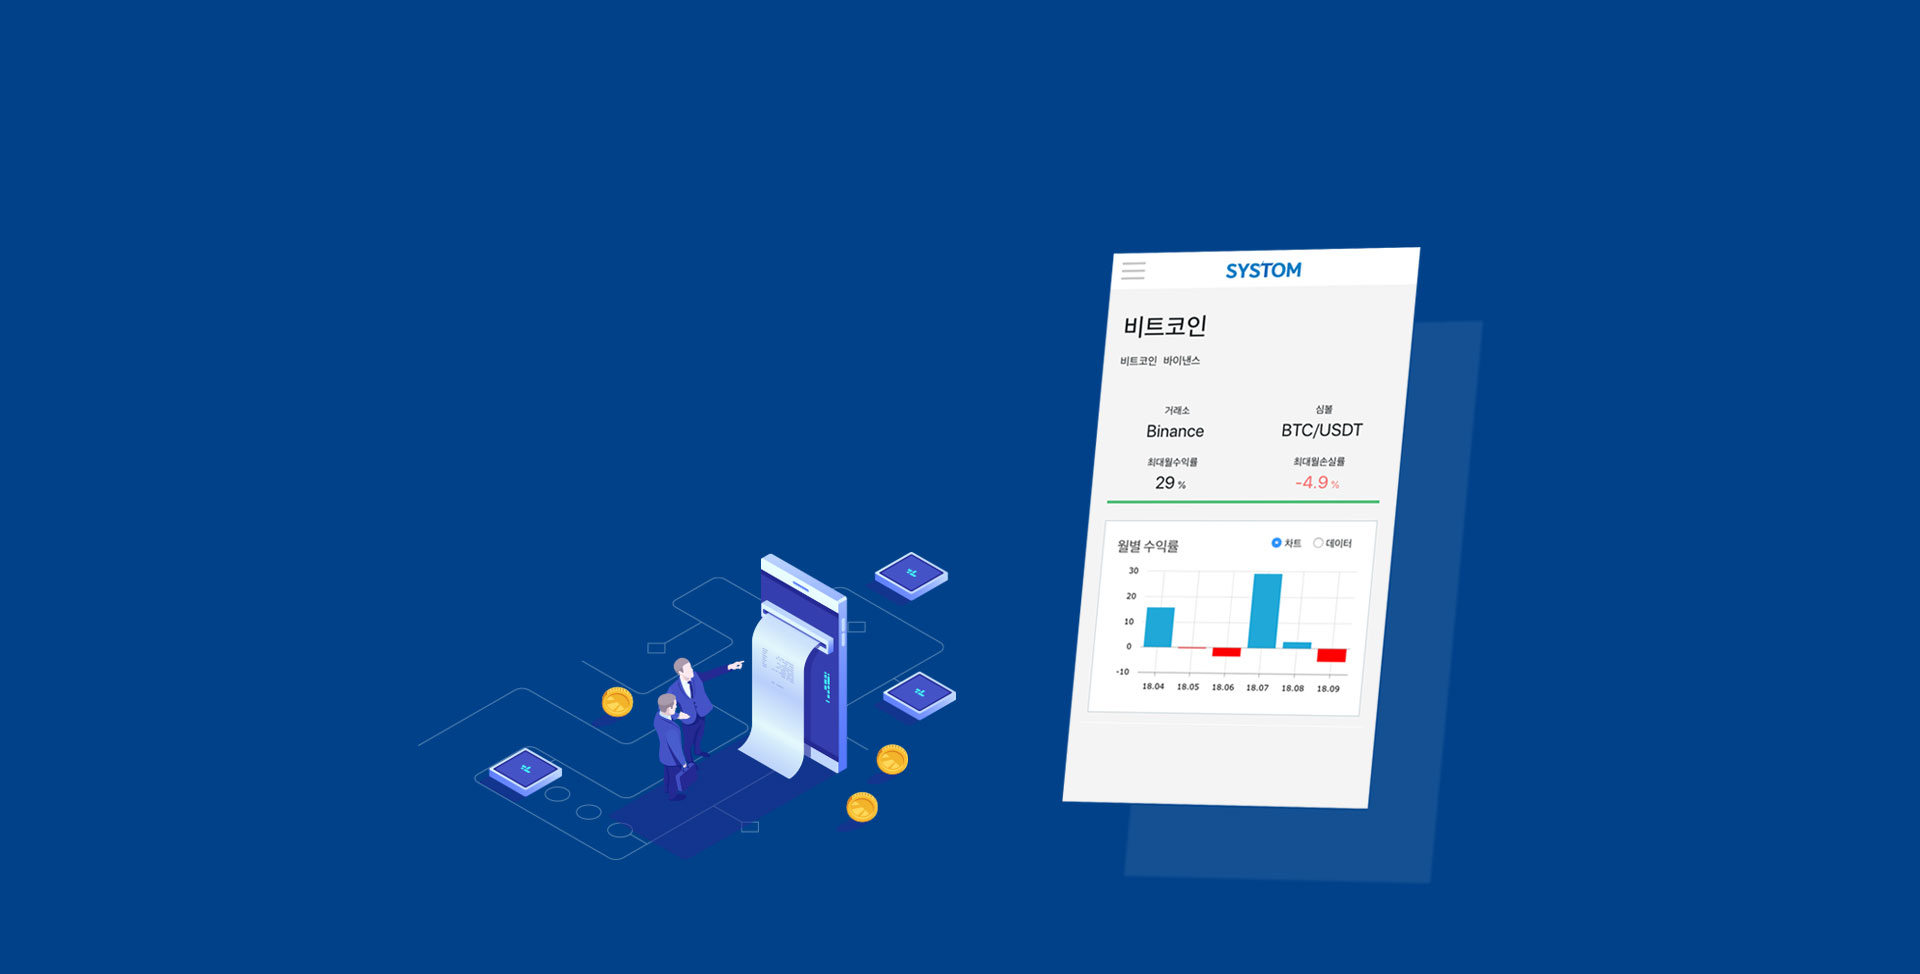 SYSTOM
비트코인
비트코인 바이낸스
거래소 심볼
Binance BTC/USDT
최대월수익률 최대월손실률
29 % -4.9 %
월별 수익률 차트 데이터
30
20
10
0
-10
18.04 18.05 18.06 18.07 18.08 18.09